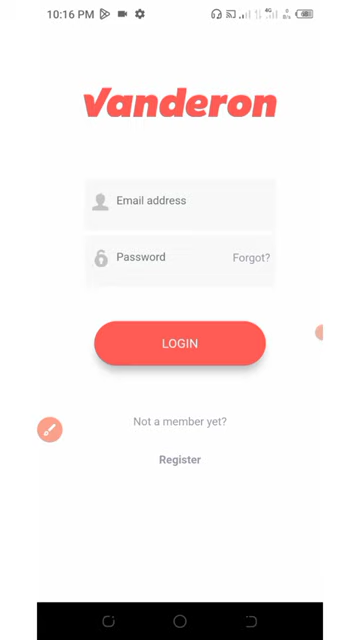 10:16 PM
Vanderon
Email address
Password Forgot?
LOGIN
Not a member yet?
Register